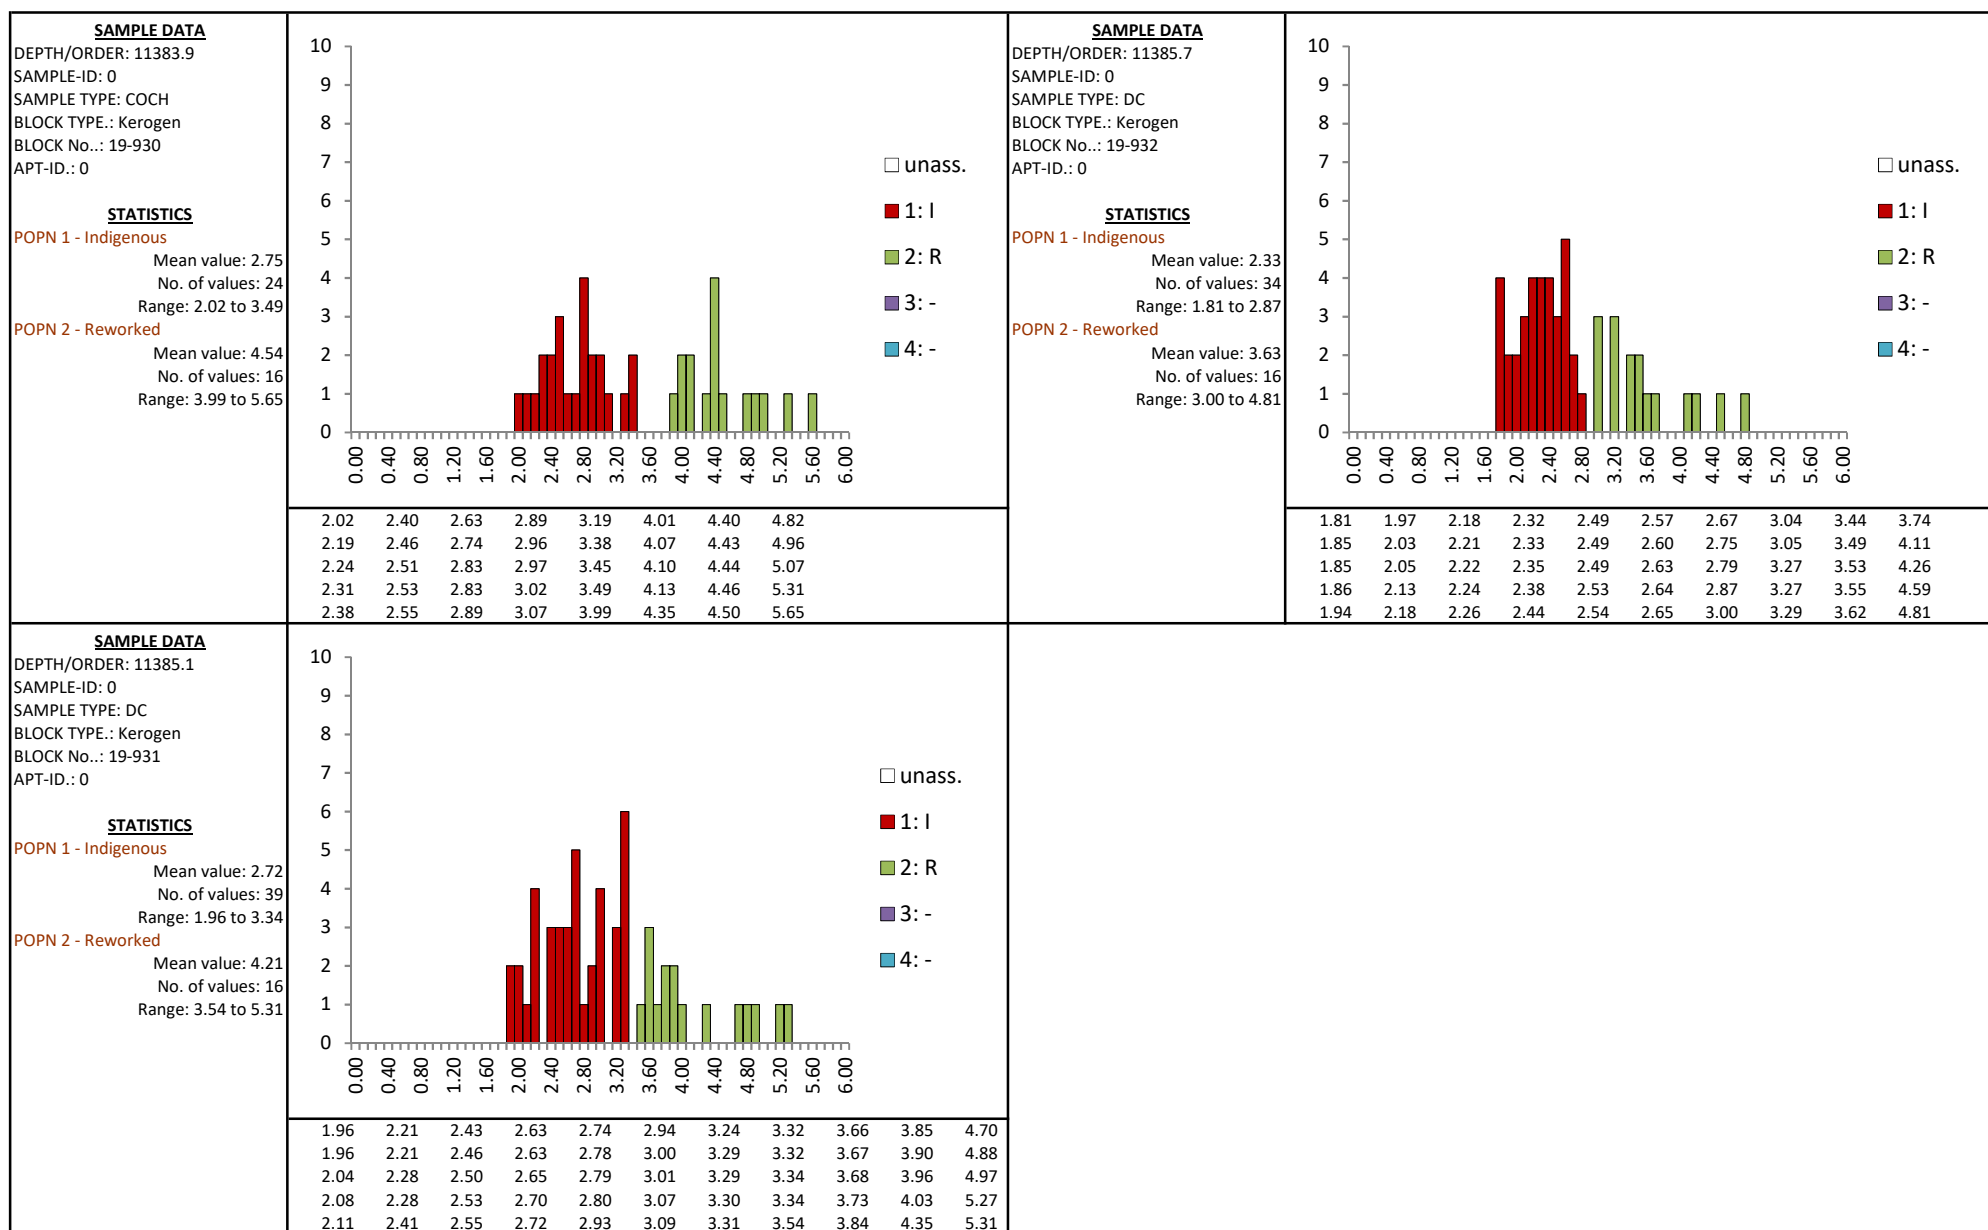 SAMPLE DATA
DEPTH/ORDER: 11383.9
SAMPLE-ID: 0
SAMPLE TYPE: COCH
BLOCK TYPE.: Kerogen
BLOCK No..: 19-930
APT-ID.: 0
STATISTICS
POPN 1 - Indigenous
Mean value: 2.75
No. of values: 24
Range: 2.02 to 3.49
POPN 2 - Reworked
Mean value: 4.54
No. of values: 16
Range: 3.99 to 5.65
10
9
8
7
6
5
4
3
2
1
0
0.00 0.40 0.80 1.20 1.60 2.00 2.40 2.80 3.20 3.60 4.00 4.40 4.80 5.20 5.60 6.00
unass.
1: I
2: R
3: -
4: -
2.02 2.40 2.63 2.89 3.19 4.01 4.40 4.82
2.19 2.46 2.74 2.96 3.38 4.07 4.43 4.96
2.24 2.51 2.83 2.97 3.45 4.10 4.44 5.07
2.31 2.53 2.83 3.02 3.49 4.13 4.46 5.31
2.38 2.55 2.89 3.07 3.99 4.35 4.50 5.65
SAMPLE DATA
DEPTH/ORDER: 11385.7
SAMPLE-ID: 0
SAMPLE TYPE: DC
BLOCK TYPE.: Kerogen
BLOCK No..: 19-932
APT-ID.: 0
STATISTICS
POPN 1 - Indigenous
Mean value: 2.33
No. of values: 34
Range: 1.81 to 2.87
POPN 2 - Reworked
Mean value: 3.63
No. of values: 16
Range: 3.00 to 4.81
10
9
8
7
6
5
4
3
2
1
0
0.00 0.40 0.80 1.20 1.60 2.00 2.40 2.80 3.20 3.60 4.00 4.40 4.80 5.20 5.60 6.00
unass.
1: I
2: R
3: -
4: -
1.81 1.97 2.18 2.32 2.49 2.57 2.67 3.04 3.44 3.74
1.85 2.03 2.21 2.33 2.49 2.60 2.75 3.05 3.49 4.11
1.85 2.05 2.22 2.35 2.49 2.63 2.79 3.27 3.53 4.26
1.86 2.13 2.24 2.38 2.53 2.64 2.87 3.27 3.55 4.59
1.94 2.18 2.26 2.44 2.54 2.65 3.00 3.29 3.62 4.81
SAMPLE DATA
DEPTH/ORDER: 11385.1
SAMPLE-ID: 0
SAMPLE TYPE: DC
BLOCK TYPE.: Kerogen
BLOCK No..: 19-931
APT-ID.: 0
STATISTICS
POPN 1 - Indigenous
Mean value: 2.72
No. of values: 39
Range: 1.96 to 3.34
POPN 2 - Reworked
Mean value: 4.21
No. of values: 16
Range: 3.54 to 5.31
10
9
8
7
6
5
4
3
2
1
0
0.00 0.40 0.80 1.20 1.60 2.00 2.40 2.80 3.20 3.60 4.00 4.40 4.80 5.20 5.60 6.00
unass.
1: I
2: R
3: -
4: -
1.96 2.21 2.43 2.63 2.74 2.94 3.24 3.32 3.66 3.85 4.70
1.96 2.21 2.46 2.63 2.78 3.00 3.29 3.32 3.67 3.90 4.88
2.04 2.28 2.50 2.65 2.79 3.01 3.29 3.34 3.68 3.96 4.97
2.08 2.28 2.53 2.70 2.80 3.07 3.30 3.34 3.73 4.03 5.27
2.11 2.41 2.55 2.72 2.93 3.09 3.31 3.54 3.84 4.35 5.31